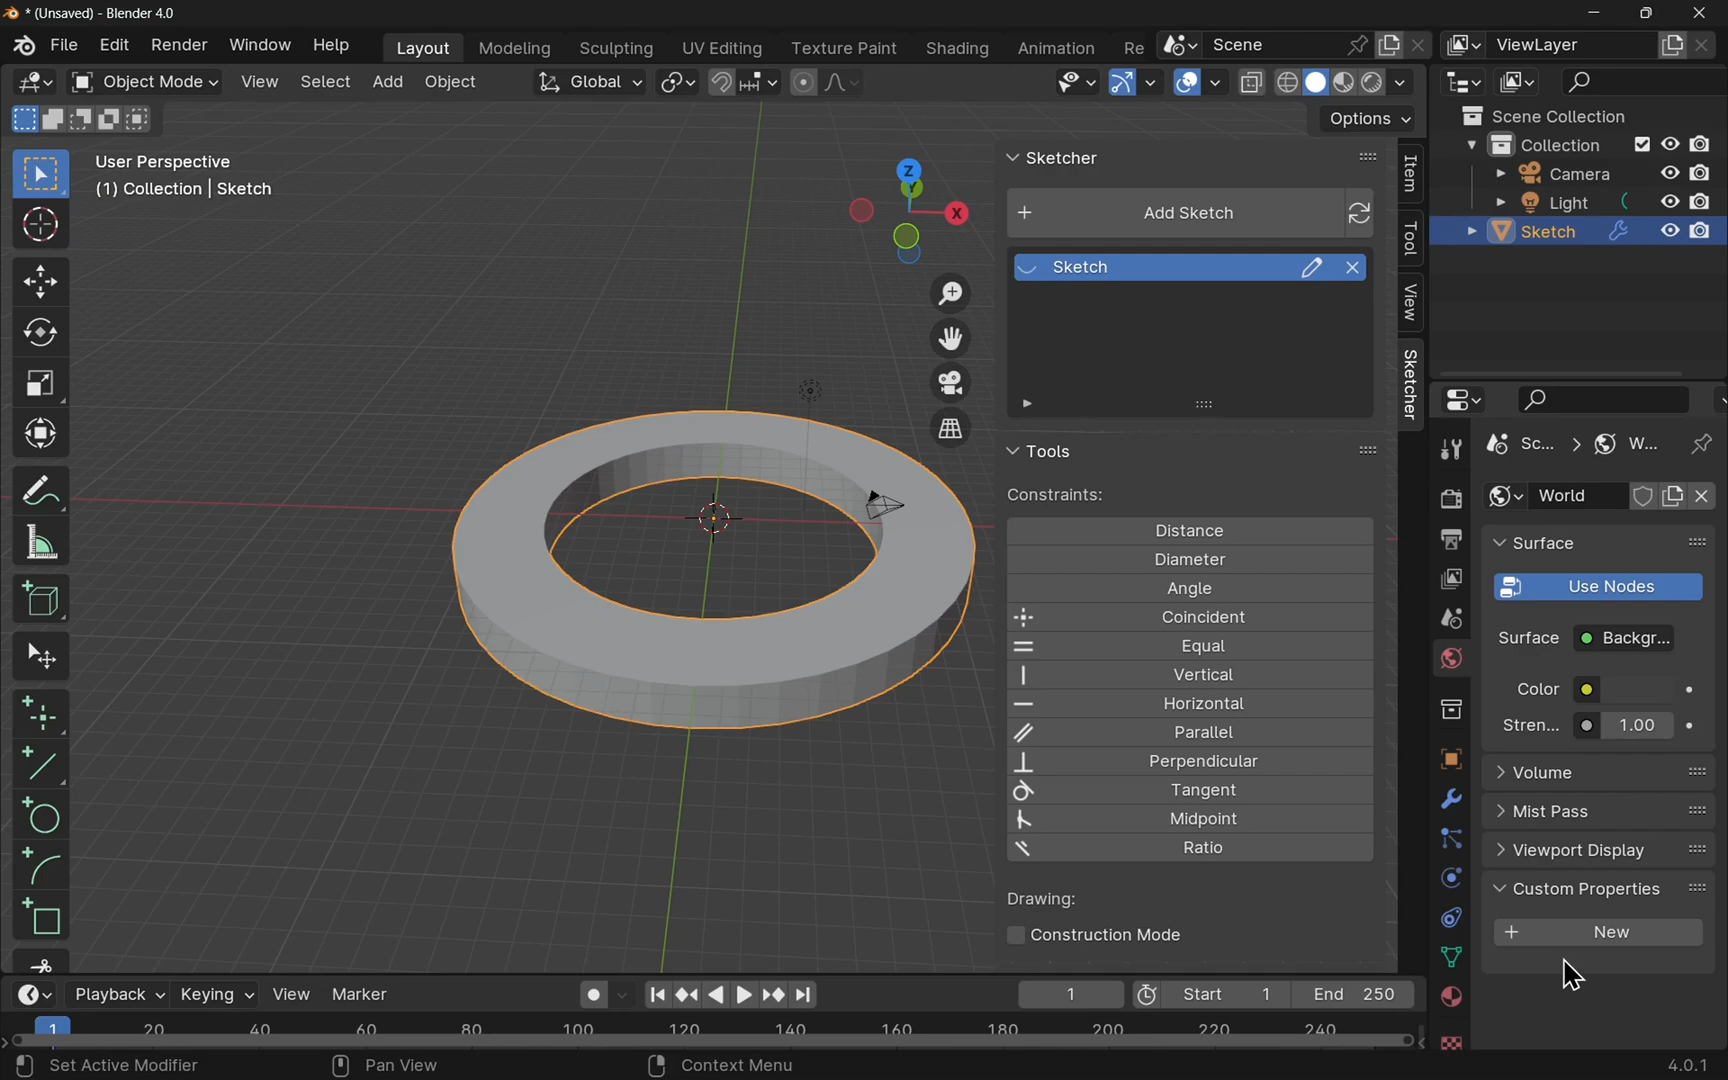 * (Unsaved) - Blender 4.0
File Edit Render Window Help Layout Modeling Sculpting UV Editing Texture Paint Shading Animation Re Scene ViewLayer
Object Mode View Select Add Object Global
Options
User Perspective
(1) Collection | Sketch
Z
Y
X
Sketcher
Add Sketch
Sketch
Tools
Constraints:
Distance
Diameter
Angle
Coincident
Equal
Vertical
Horizontal
Parallel
Perpendicular
Tangent
Midpoint
Ratio
Drawing:
Construction Mode
Item
Tool
View
Sketcher
Scene Collection
Collection
Camera
Light
Sketch
Sc... W...
World
Surface
Use Nodes
Surface Backgr...
Color
Stren... 1.00
Volume
Mist Pass
Viewport Display
Custom Properties
New
Playback Keying View Marker 1 Start 1 End 250
1 20 40 60 80 100 120 140 160 180 200 220 240
Set Active Modifier Pan View Context Menu 4.0.1